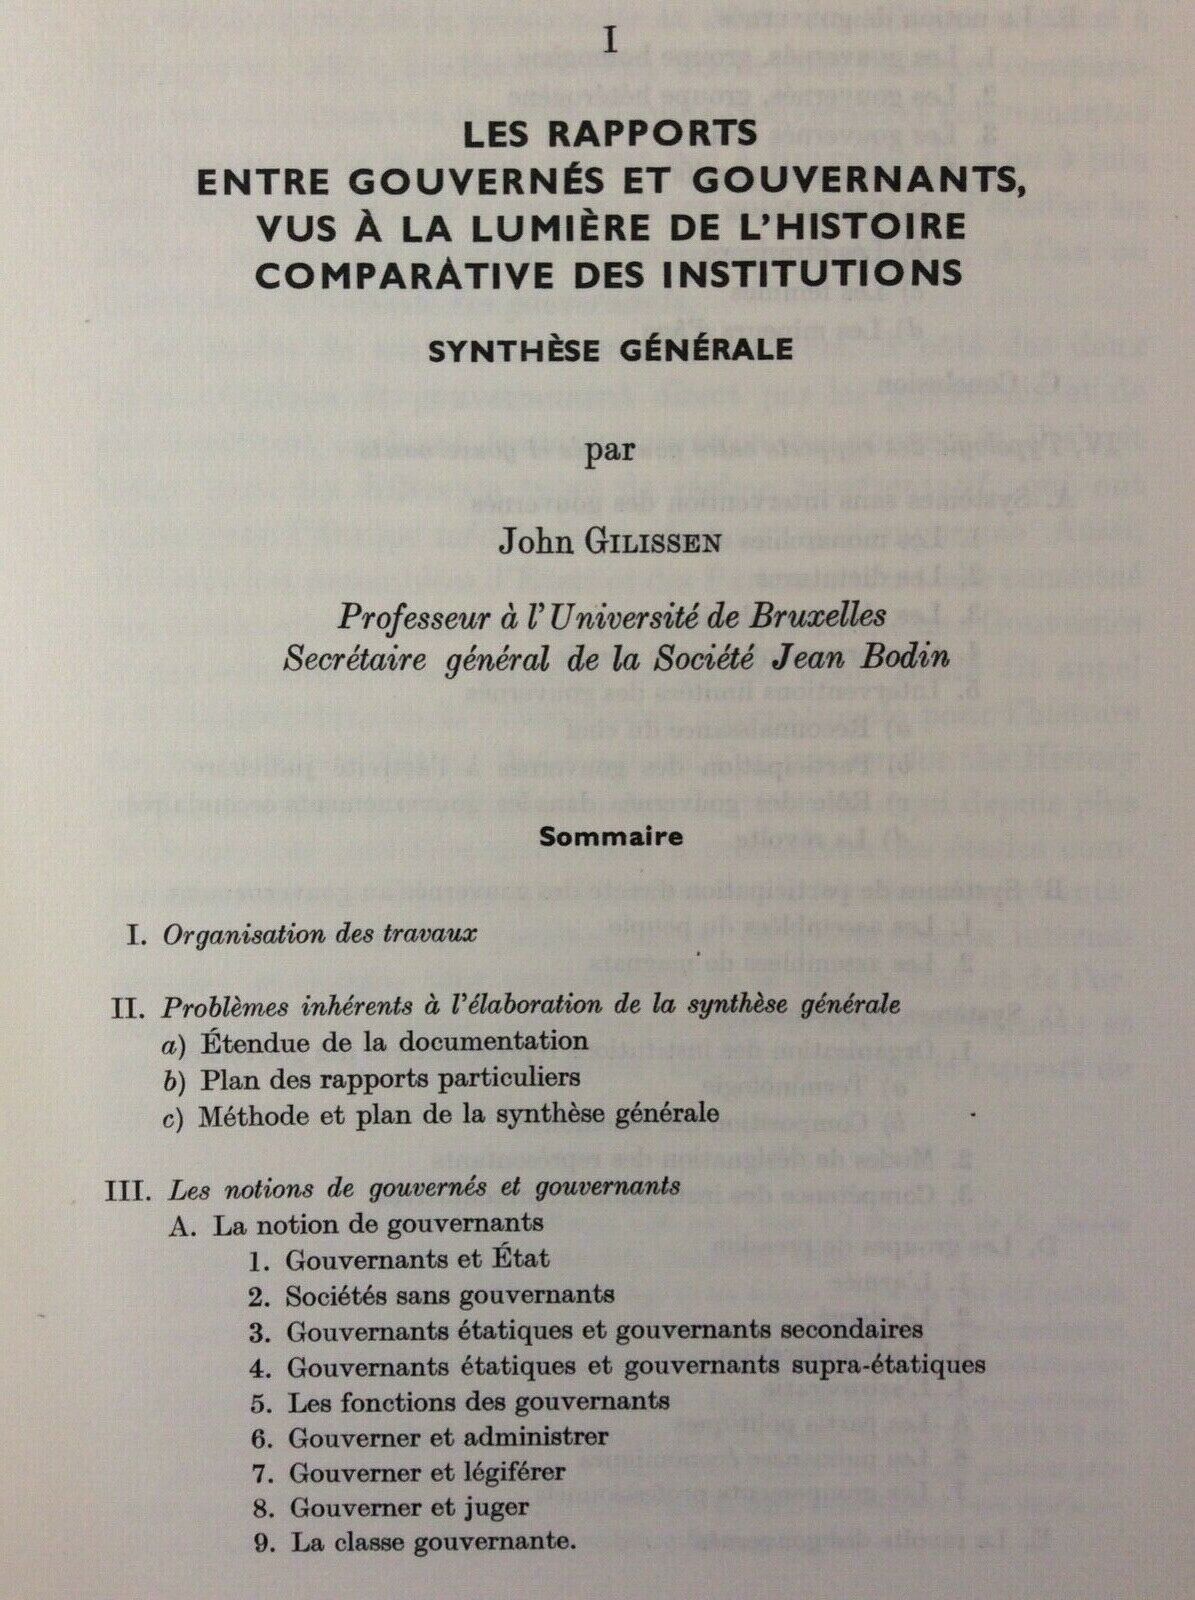 I
LES RAPPORTS
ENTRE GOUVERNÉS ET GOUVERNANTS,
VUS À LA LUMIÈRE DE L'HISTOIRE
COMPARATIVE DES INSTITUTIONS
SYNTHÈSE GÉNÉRALE
par
John GILISSEN
Professeur à l'Université de Bruxelles
Secrétaire général de la Société Jean Bodin
Sommaire
I. Organisation des travaux
II. Problèmes inhérents à l'élaboration de la synthèse générale
a) Étendue de la documentation
b) Plan des rapports particuliers
c) Méthode et plan de la synthèse générale
III. Les notions de gouvernés et gouvernants
A. La notion de gouvernants
1. Gouvernants et État
2. Sociétés sans gouvernants
3. Gouvernants étatiques et gouvernants secondaires
4. Gouvernants étatiques et gouvernants supra-étatiques
5. Les fonctions des gouvernants
6. Gouverner et administrer
7. Gouverner et légiférer
8. Gouverner et juger
9. La classe gouvernante.